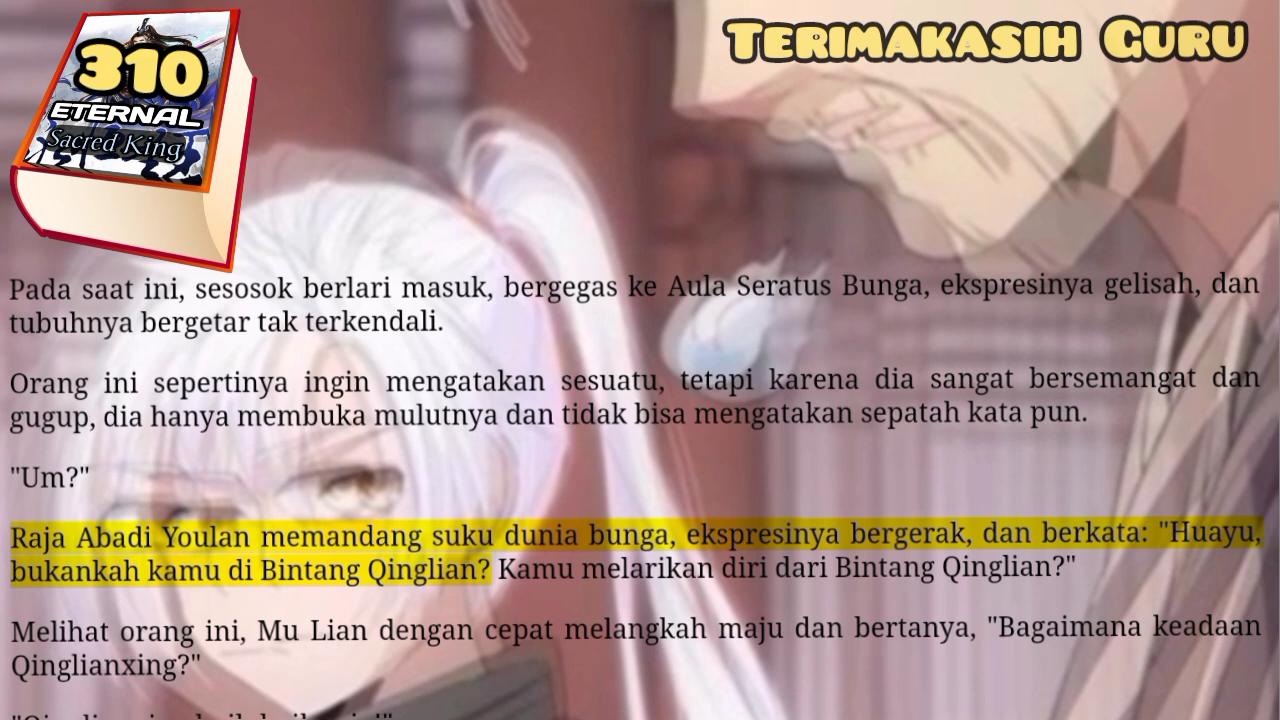 310
ETERNAL
Sacred King
TERIMAKASIH GURU
Pada saat ini, sesosok berlari masuk, bergegas ke Aula Seratus Bunga, ekspresinya gelisah, dan
tubuhnya bergetar tak terkendali.
Orang ini sepertinya ingin mengatakan sesuatu, tetapi karena dia sangat bersemangat dan
gugup, dia hanya membuka mulutnya dan tidak bisa mengatakan sepatah kata pun.
"Um?"
Raja Abadi Youlan memandang suku dunia bunga, ekspresinya bergerak, dan berkata: "Huayu,
bukankah kamu di Bintang Qinglian? Kamu melarikan diri dari Bintang Qinglian?"
Melihat orang ini, Mu Lian dengan cepat melangkah maju dan bertanya, "Bagaimana keadaan
Qinglianxing?"